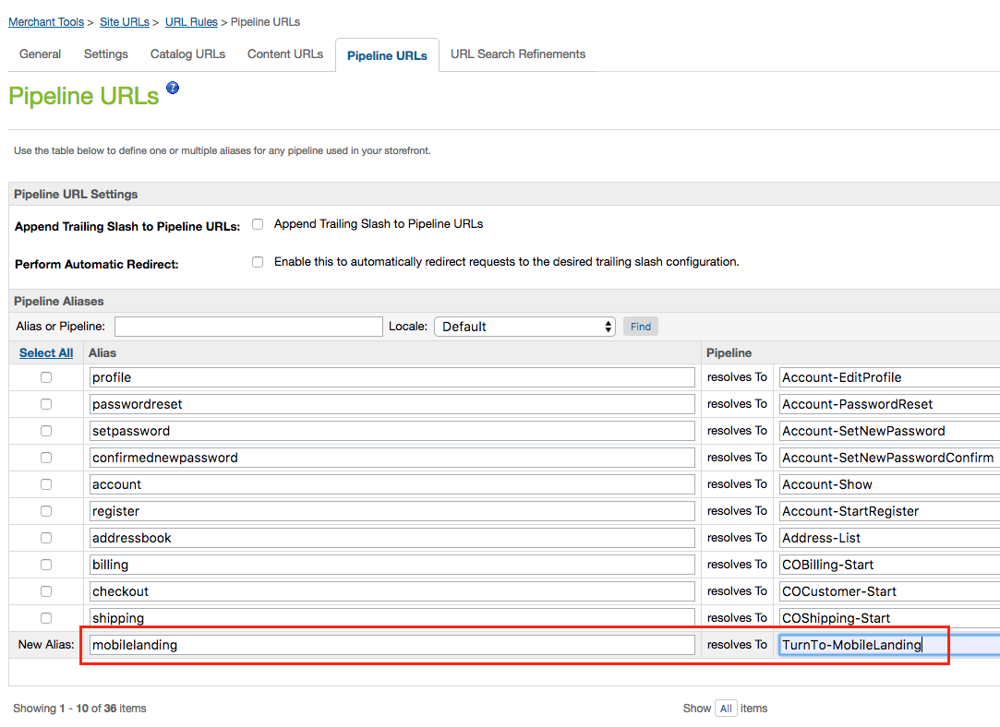 Merchant Tools > Site URLs > URL Rules > Pipeline URLs
General Settings Catalog URLs Content URLs Pipeline URLs URL Search Refinements
Pipeline URLs ?
Use the table below to define one or multiple aliases for any pipeline used in your storefront.
Pipeline URL Settings
Append Trailing Slash to Pipeline URLs: Append Trailing Slash to Pipeline URLs
Perform Automatic Redirect: Enable this to automatically redirect requests to the desired trailing slash configuration.
Pipeline Aliases
Alias or Pipeline: Locale: Default Find
Select All Alias Pipeline
profile resolves To Account-EditProfile
passwordreset resolves To Account-PasswordReset
setpassword resolves To Account-SetNewPassword
confirmednewpassword resolves To Account-SetNewPasswordConfirm
account resolves To Account-Show
register resolves To Account-StartRegister
addressbook resolves To Address-List
billing resolves To COBilling-Start
checkout resolves To COCustomer-Start
shipping resolves To COShipping-Start
New Alias: mobilelanding resolves To TurnTo-MobileLanding
Showing 1 - 10 of 36 items Show All items